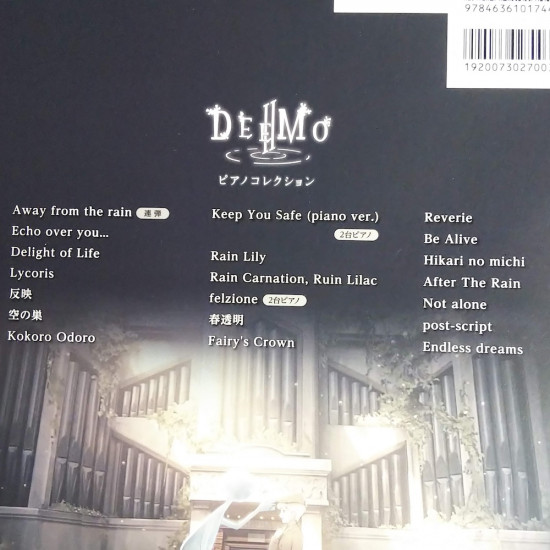 9784636101744
192007302700
DEEMO II
ピアノコレクション
Away from the rain 連弾
Echo over you...
Delight of Life
Lycoris
反映
空の巣
Kokoro Odoro
Keep You Safe (piano ver.)
2台ピアノ
Rain Lily
Rain Carnation, Ruin Lilac
felzione 2台ピアノ
春透明
Fairy's Crown
Reverie
Be Alive
Hikari no michi
After The Rain
Not alone
post-script
Endless dreams